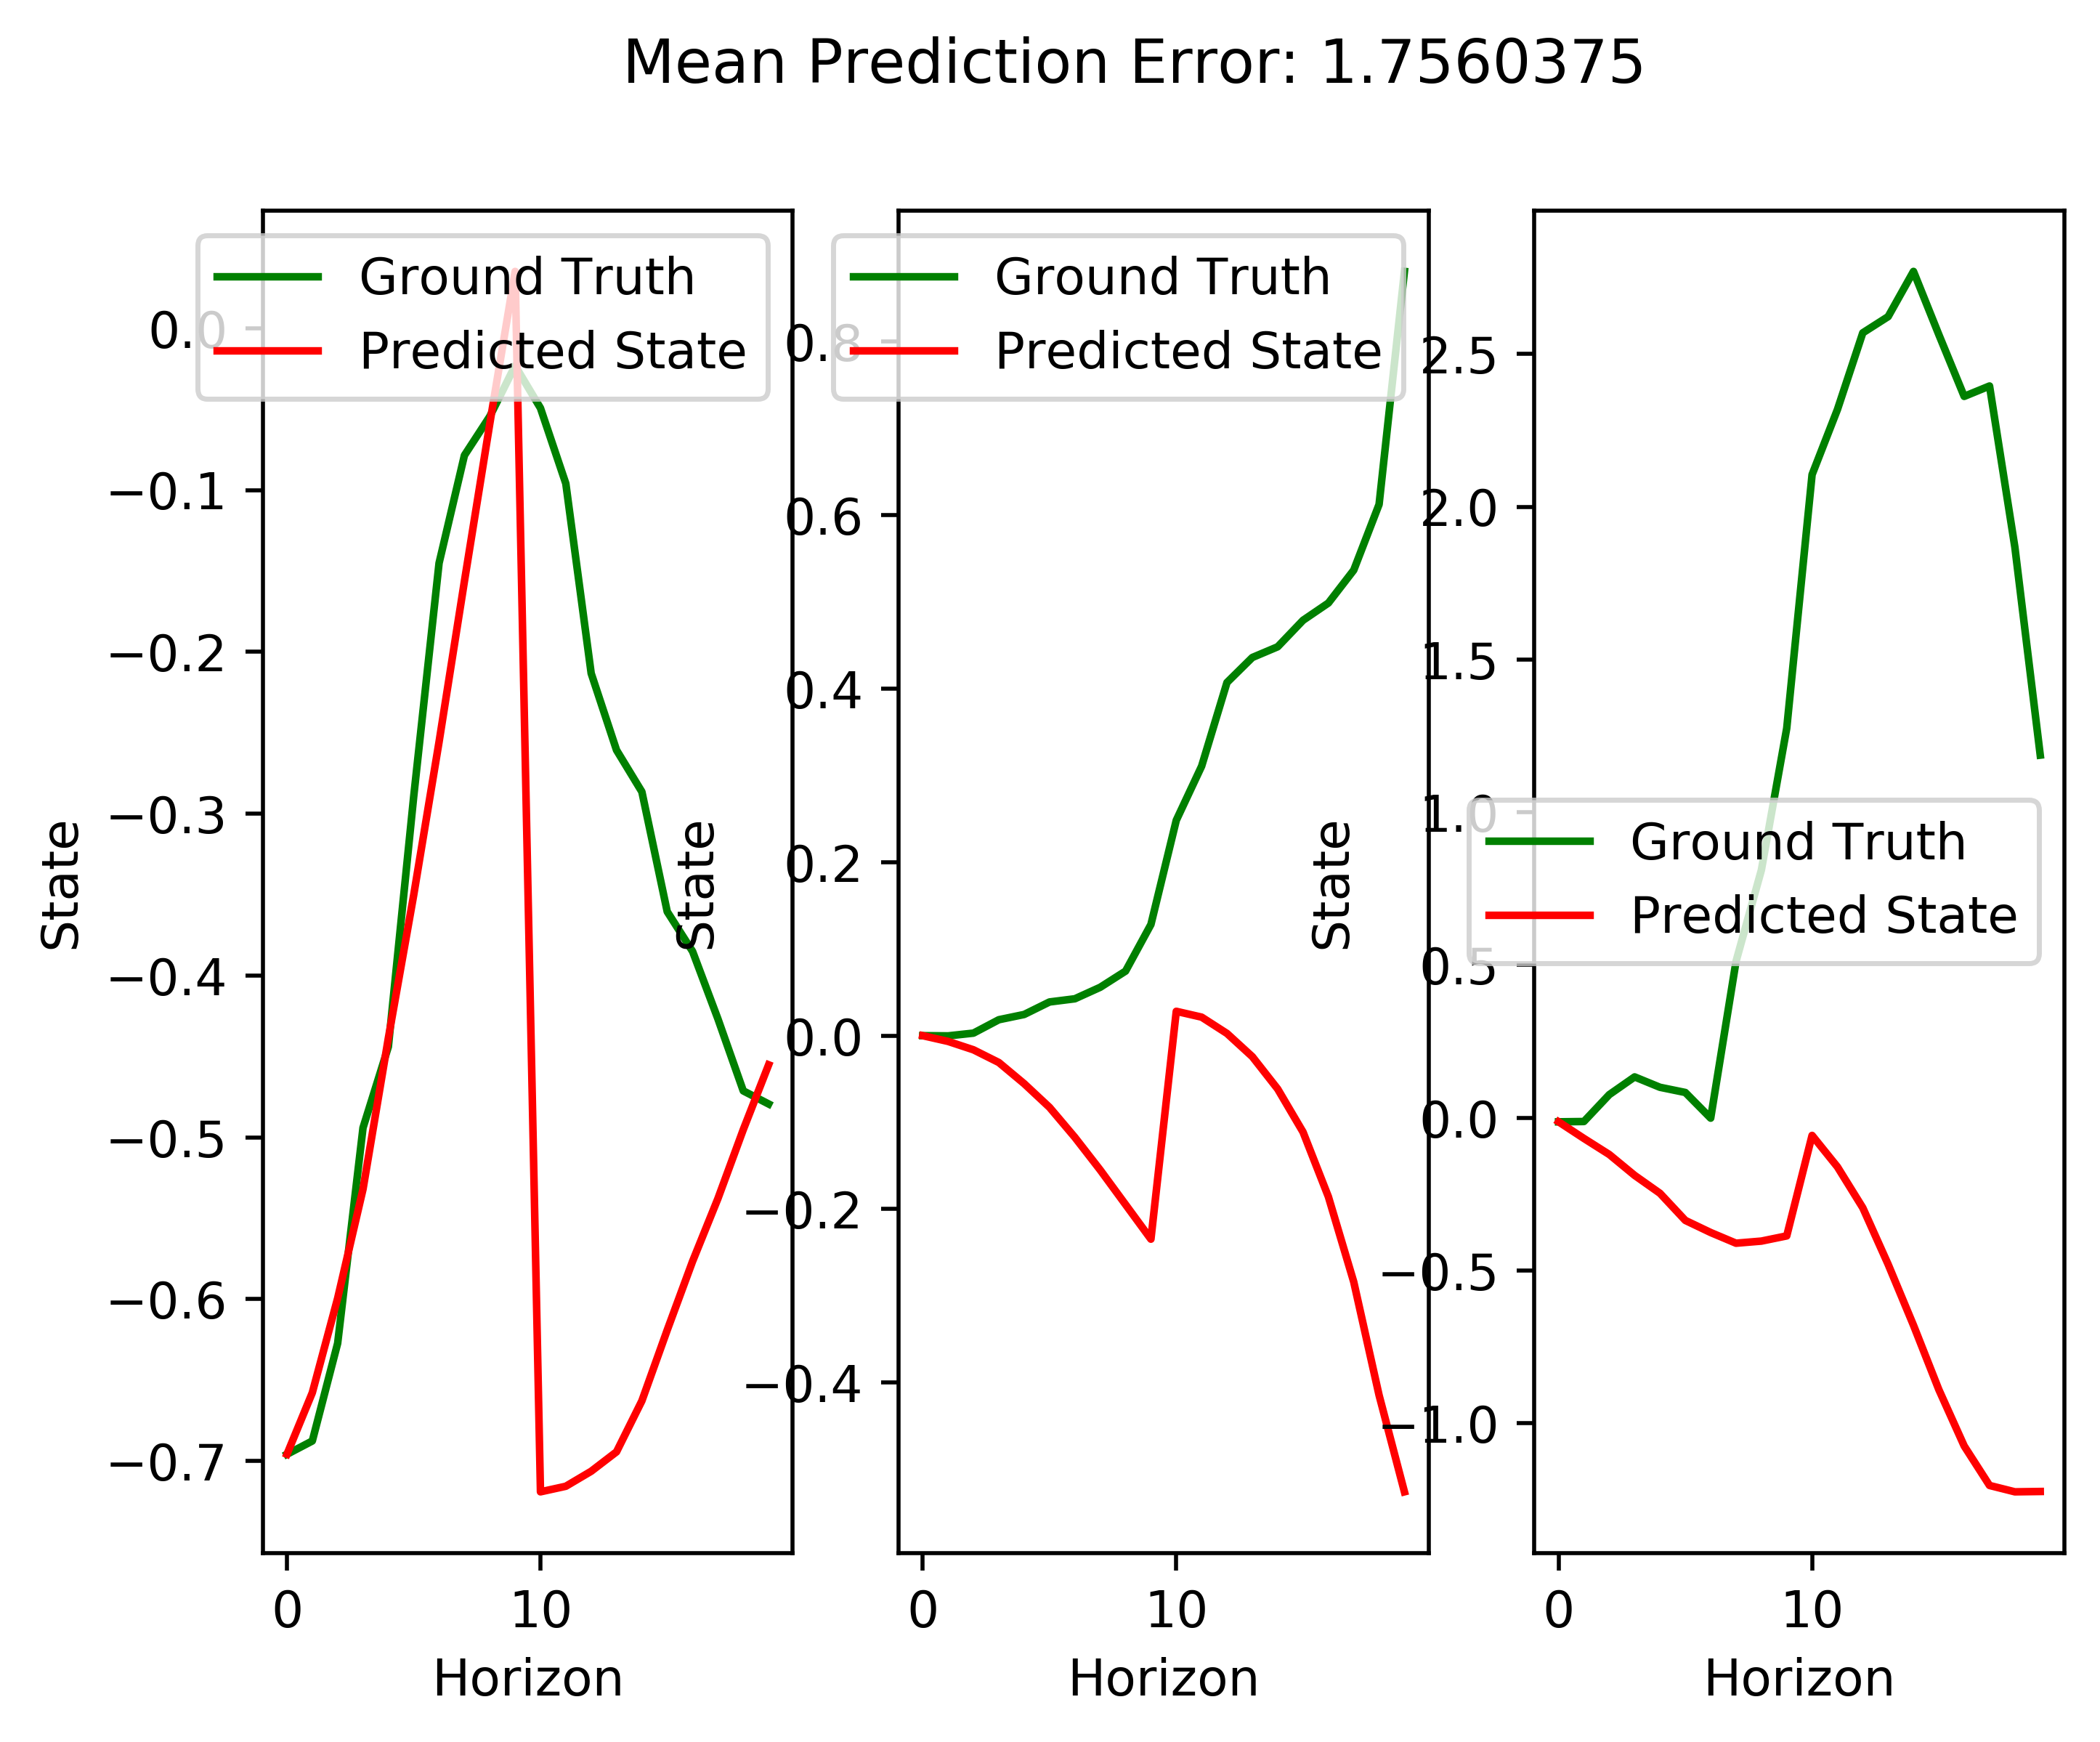 Mean Prediction Error: 1.7560375
Ground Truth
Predicted State
0.0
−0.1
−0.2
−0.3
−0.4
−0.5
−0.6
−0.7
State
0
10
Horizon
Ground Truth
Predicted State
0.8
0.6
0.4
0.2
0.0
−0.2
−0.4
State
0
10
Horizon
2.5
2.0
1.5
1.0
0.5
0.0
−0.5
−1.0
Ground Truth
Predicted State
State
0
10
Horizon